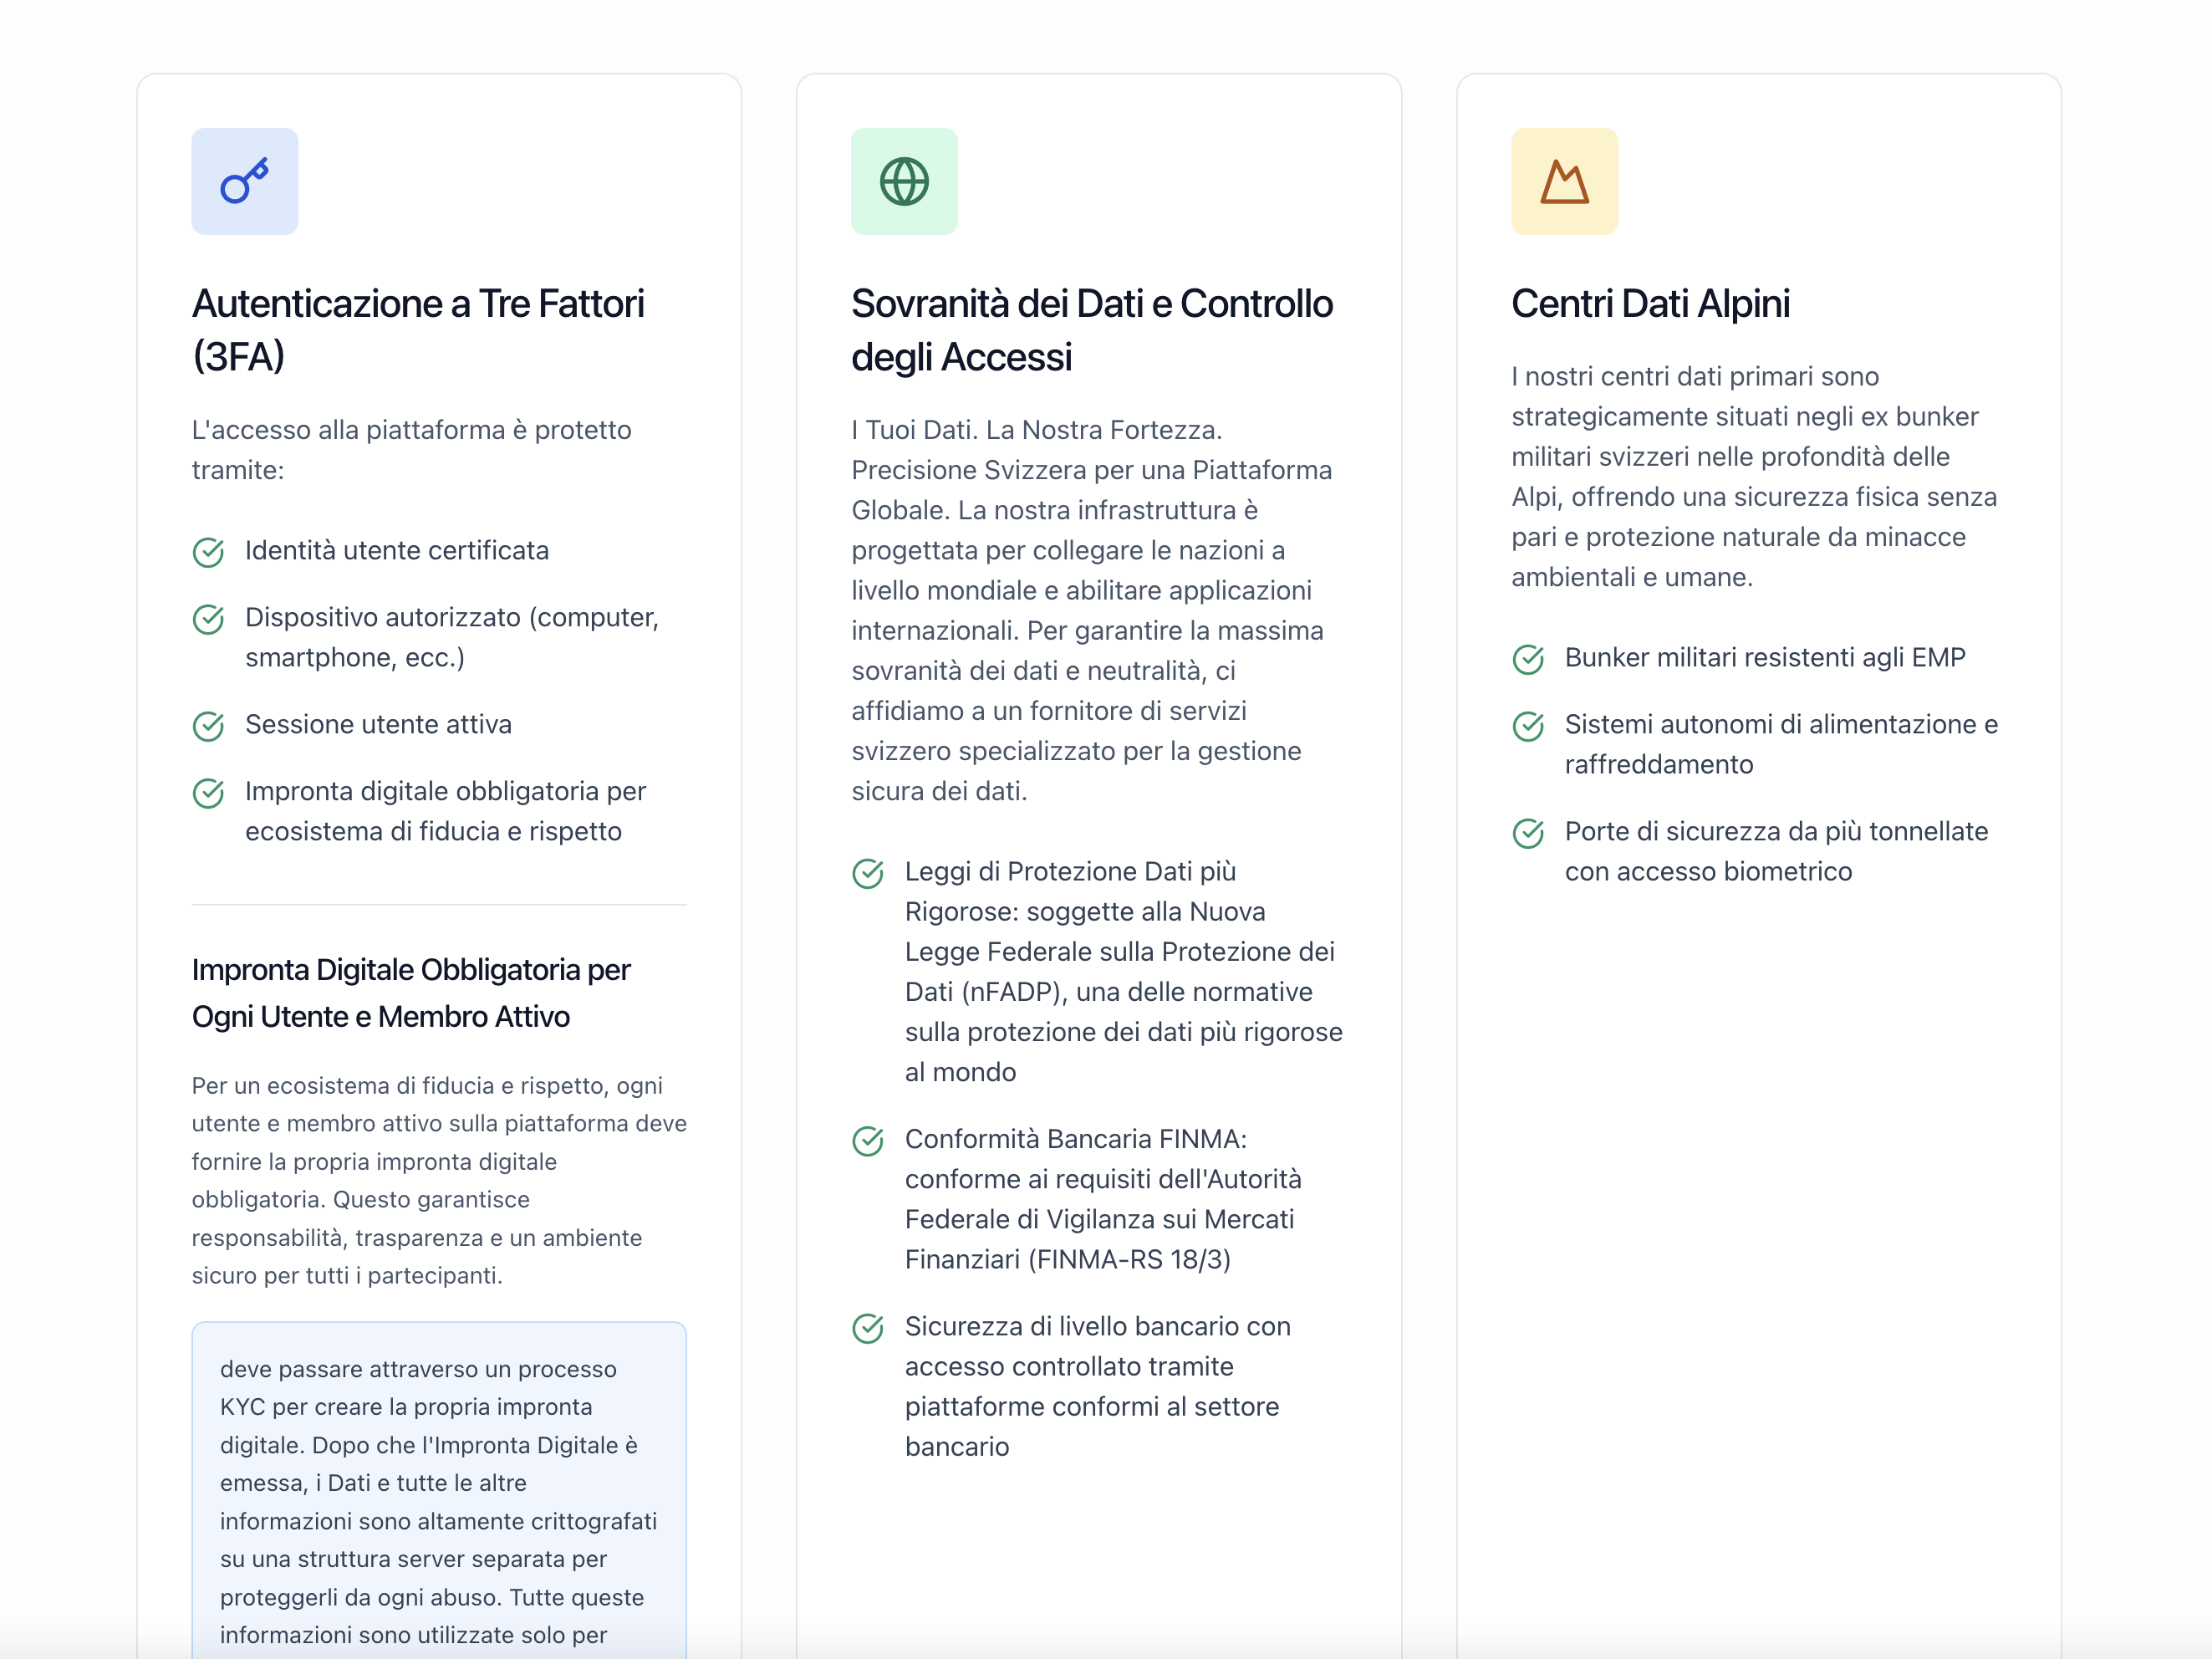 Autenticazione a Tre Fattori
(3FA)
L'accesso alla piattaforma è protetto
tramite:
Identità utente certificata
Dispositivo autorizzato (computer,
smartphone, ecc.)
Sessione utente attiva
Impronta digitale obbligatoria per
ecosistema di fiducia e rispetto
Impronta Digitale Obbligatoria per
Ogni Utente e Membro Attivo
Per un ecosistema di fiducia e rispetto, ogni
utente e membro attivo sulla piattaforma deve
fornire la propria impronta digitale
obbligatoria. Questo garantisce
responsabilità, trasparenza e un ambiente
sicuro per tutti i partecipanti.
deve passare attraverso un processo
KYC per creare la propria impronta
digitale. Dopo che l'Impronta Digitale è
emessa, i Dati e tutte le altre
informazioni sono altamente crittografati
su una struttura server separata per
proteggerli da ogni abuso. Tutte queste
informazioni sono utilizzate solo per
Sovranità dei Dati e Controllo
degli Accessi
I Tuoi Dati. La Nostra Fortezza.
Precisione Svizzera per una Piattaforma
Globale. La nostra infrastruttura è
progettata per collegare le nazioni a
livello mondiale e abilitare applicazioni
internazionali. Per garantire la massima
sovranità dei dati e neutralità, ci
affidiamo a un fornitore di servizi
svizzero specializzato per la gestione
sicura dei dati.
Leggi di Protezione Dati più
Rigorose: soggette alla Nuova
Legge Federale sulla Protezione dei
Dati (nFADP), una delle normative
sulla protezione dei dati più rigorose
al mondo
Conformità Bancaria FINMA:
conforme ai requisiti dell'Autorità
Federale di Vigilanza sui Mercati
Finanziari (FINMA-RS 18/3)
Sicurezza di livello bancario con
accesso controllato tramite
piattaforme conformi al settore
bancario
Centri Dati Alpini
I nostri centri dati primari sono
strategicamente situati negli ex bunker
militari svizzeri nelle profondità delle
Alpi, offrendo una sicurezza fisica senza
pari e protezione naturale da minacce
ambientali e umane.
Bunker militari resistenti agli EMP
Sistemi autonomi di alimentazione e
raffreddamento
Porte di sicurezza da più tonnellate
con accesso biometrico